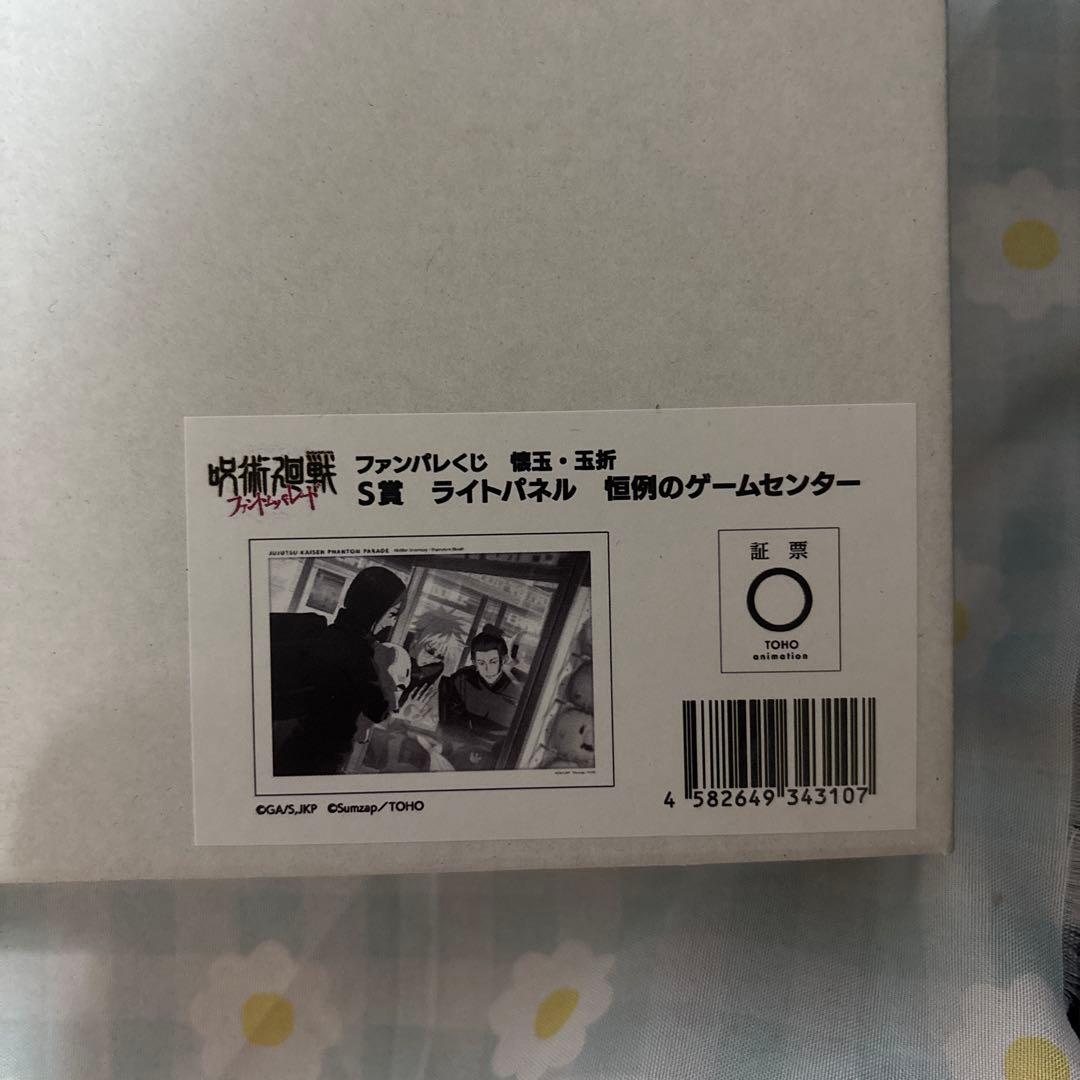 呪術廻戦
ファントムパレード
ファンパレくじ 懐玉・玉折
S賞 ライトパネル 恒例のゲームセンター
JUJUTSU KAISEN PHANTOM PARADE
証票
TOHO
animation
©GA/S,JKP ©Sumzap/TOHO
4 582649 343107